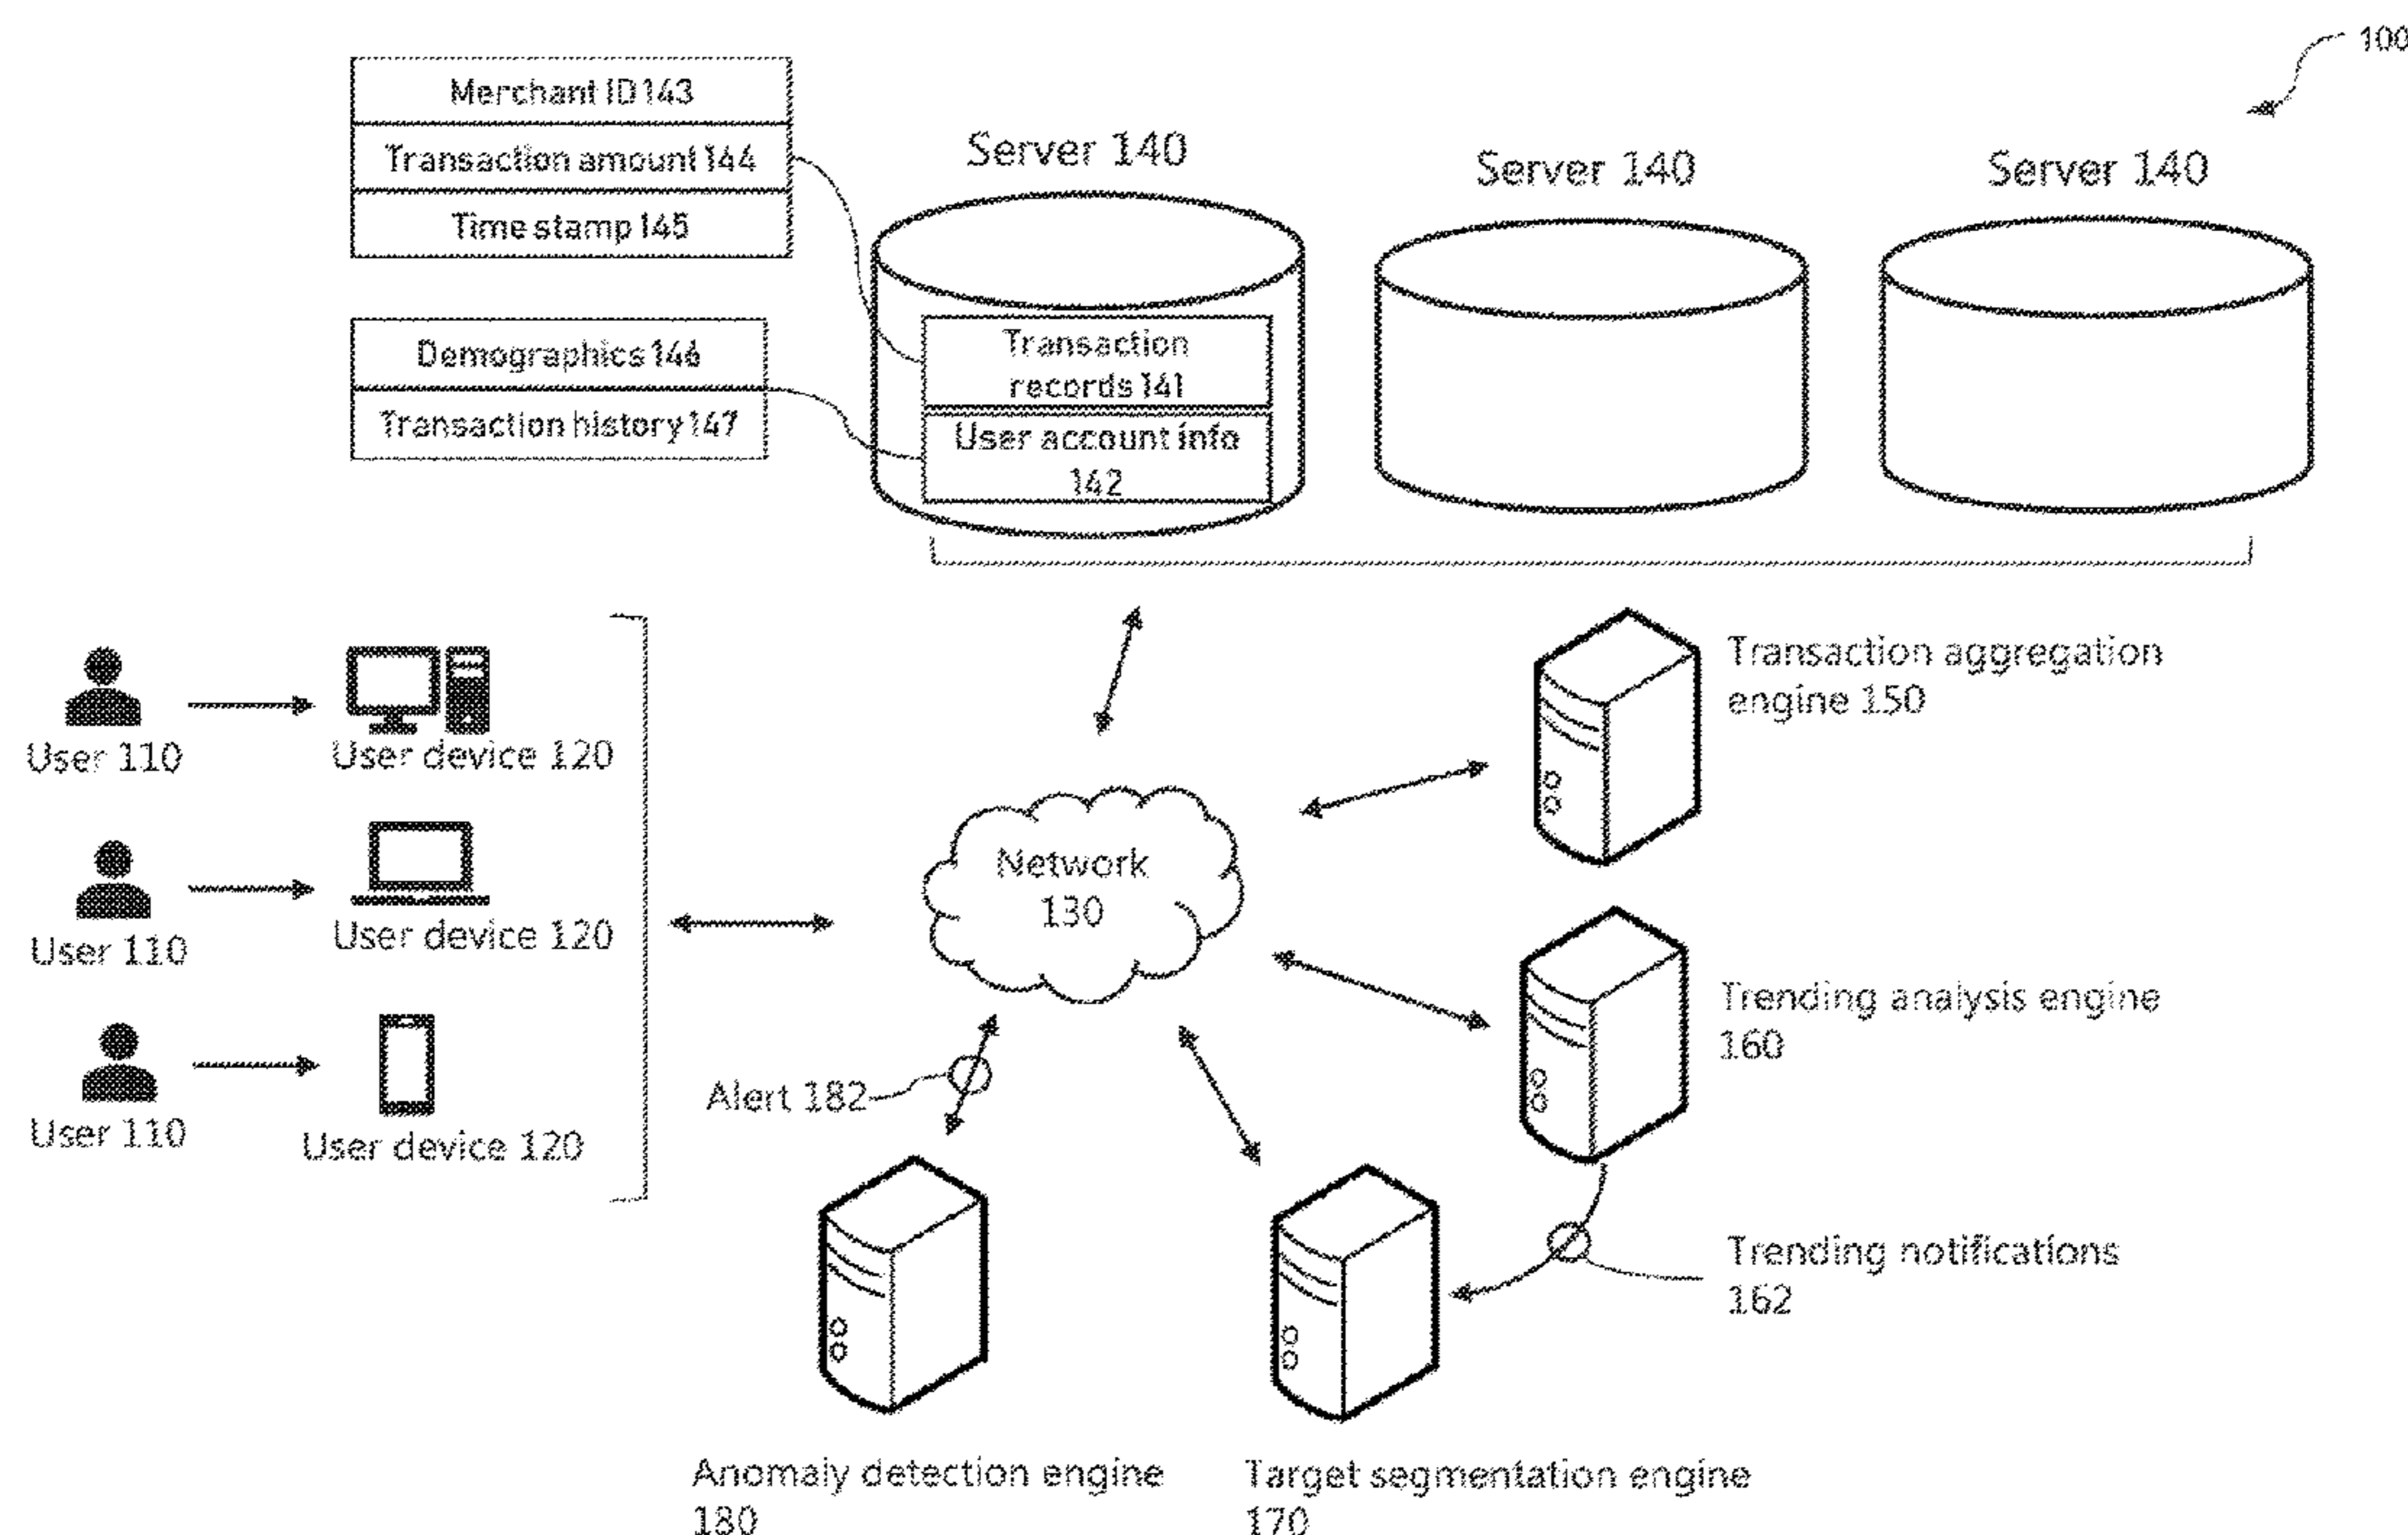 100
Merchant ID 143
Transaction amount 144
Time stamp 145
Server 140
Server 140
Server 140
Demographics 146
Transaction history 147
Transaction
records 141
User account info
142
User 110
User device 120
User 110
User device 120
User 110
User device 120
Network
130
Transaction aggregation
engine 150
Trending analysis engine
160
Alert 182
Trending notifications
162
Anomaly detection engine
180
Target segmentation engine
170